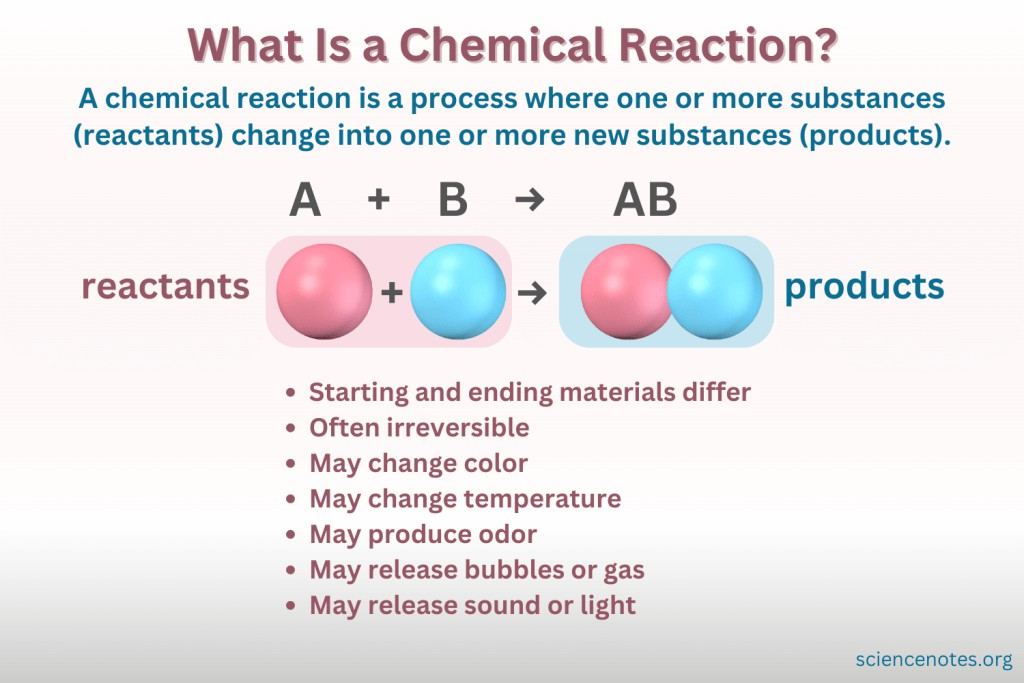 What Is a Chemical Reaction?
A chemical reaction is a process where one or more substances
(reactants) change into one or more new substances (products).
A + B → AB
reactants + → products
• Starting and ending materials differ
• Often irreversible
• May change color
• May change temperature
• May produce odor
• May release bubbles or gas
• May release sound or light
sciencenotes.org